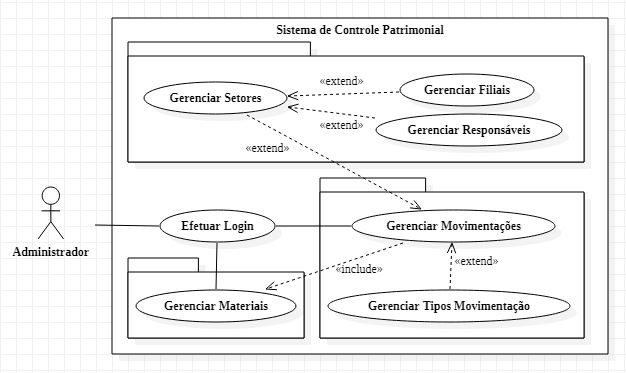 Sistema de Controle Patrimonial
«extend»
Gerenciar Filiais
Gerenciar Setores
«extend»
Gerenciar Responsáveis
«extend»
Efetuar Login
Gerenciar Movimentações
Administrador
«include»
«extend»
Gerenciar Materiais
Gerenciar Tipos Movimentação